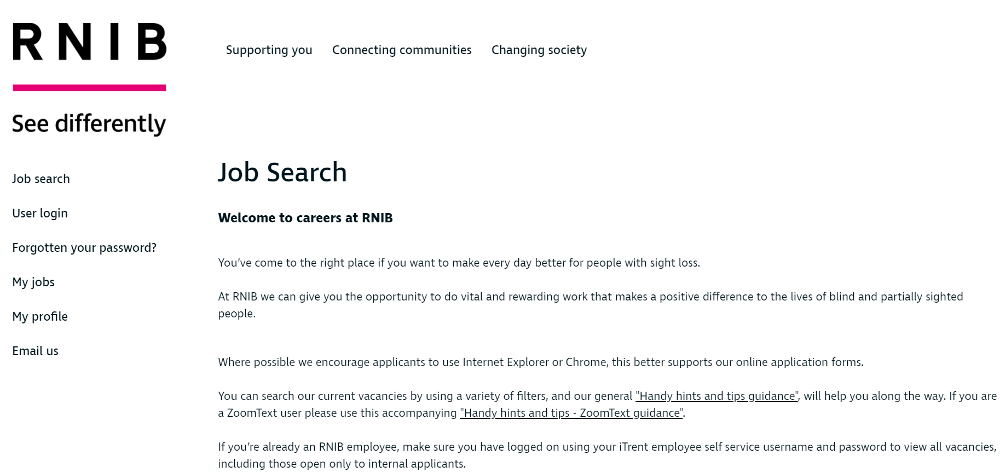 RNIB
See differently
Supporting you
Connecting communities
Changing society
Job search
User login
Forgotten your password?
My jobs
My profile
Email us
Job Search
Welcome to careers at RNIB
You’ve come to the right place if you want to make every day better for people with sight loss.
At RNIB we can give you the opportunity to do vital and rewarding work that makes a positive difference to the lives of blind and partially sighted
people.
Where possible we encourage applicants to use Internet Explorer or Chrome, this better supports our online application forms.
You can search our current vacancies by using a variety of filters, and our general "Handy hints and tips guidance", will help you along the way. If you are
a ZoomText user please use this accompanying "Handy hints and tips - ZoomText guidance".
If you’re already an RNIB employee, make sure you have logged on using your iTrent employee self service username and password to view all vacancies,
including those open only to internal applicants.